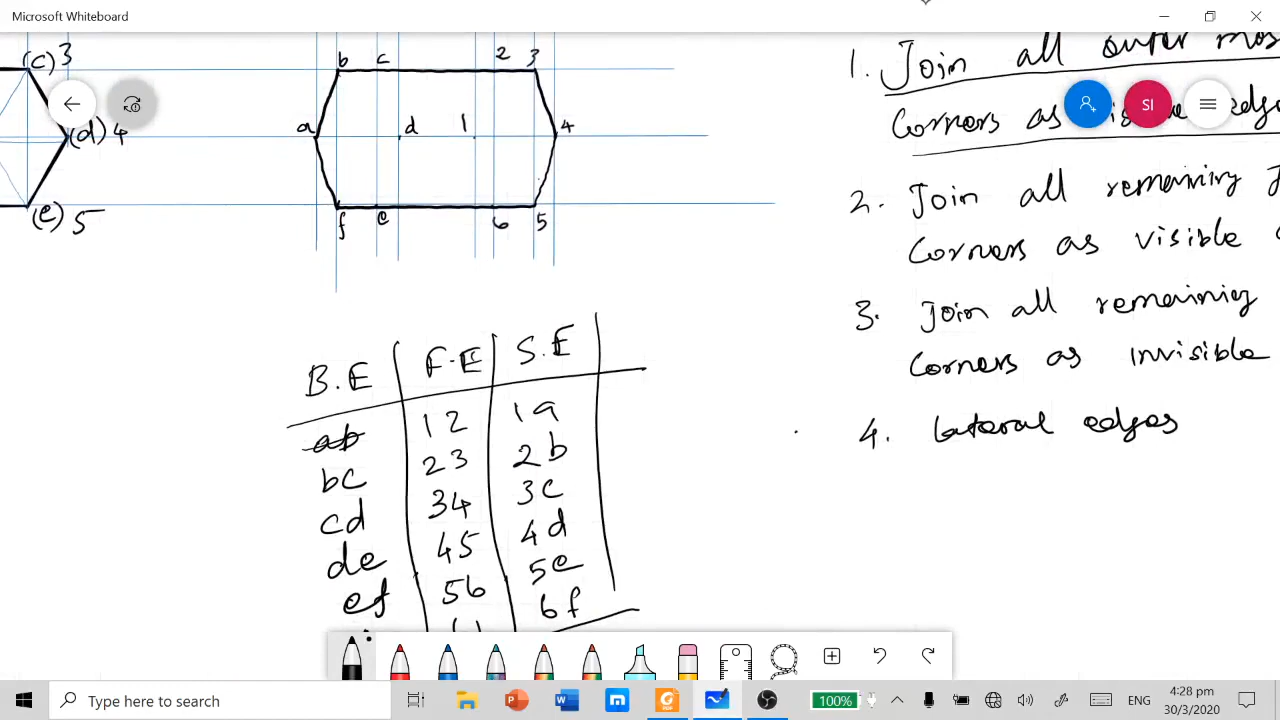 Microsoft Whiteboard
(c) 3
(d) 4
(e) 5
b c 2 3
a d 1 4
f e 6 5
1. Join all outer most
Corners as visible edge
2. Join all remaining
Corners as visible
3. Join all remaining
Corners as invisible
4. lateral edges
B.E F.E S.E
ab 12 1a
bc 23 2b
cd 34 3c
de 45 4d
ef 56 5e
6f
SI
Type here to search
100%
ENG
4:28 pm
30/3/2020